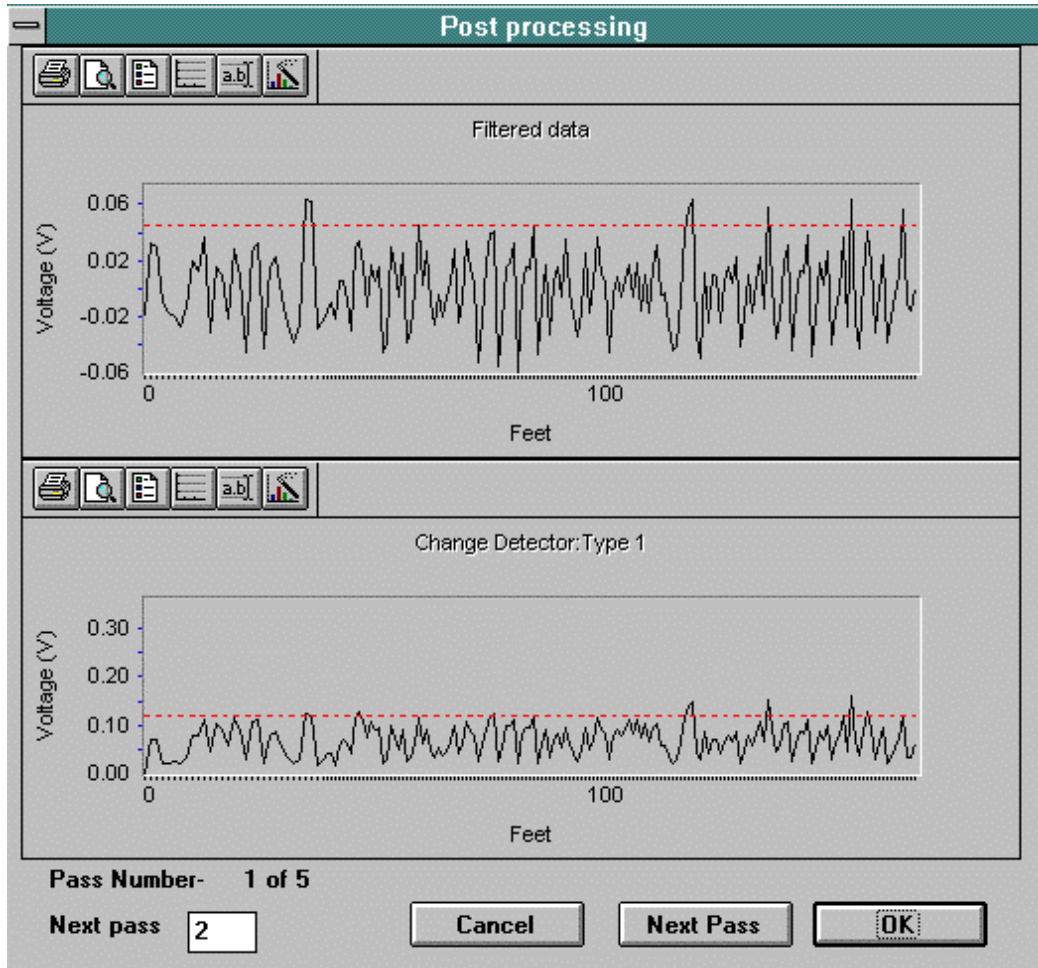 Post processing
a.b
Filtered data
0.06
0.02
-0.02
-0.06
Voltage (V)
0
100
Feet
a.b
Change Detector:Type 1
0.30
0.20
0.10
0.00
Voltage (V)
0
100
Feet
Pass Number- 1 of 5
Next pass 2
Cancel
Next Pass
OK